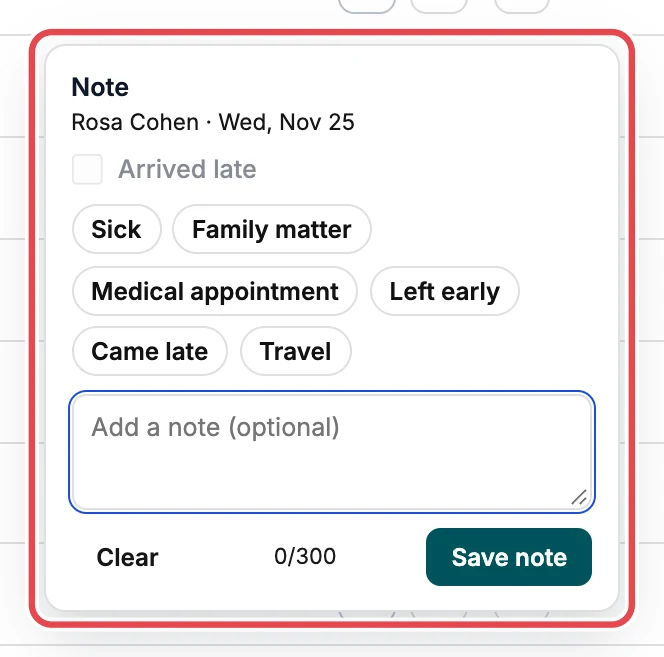 Note
Rosa Cohen · Wed, Nov 25
Arrived late
Sick Family matter
Medical appointment Left early
Came late Travel
Add a note (optional)
Clear 0/300 Save note